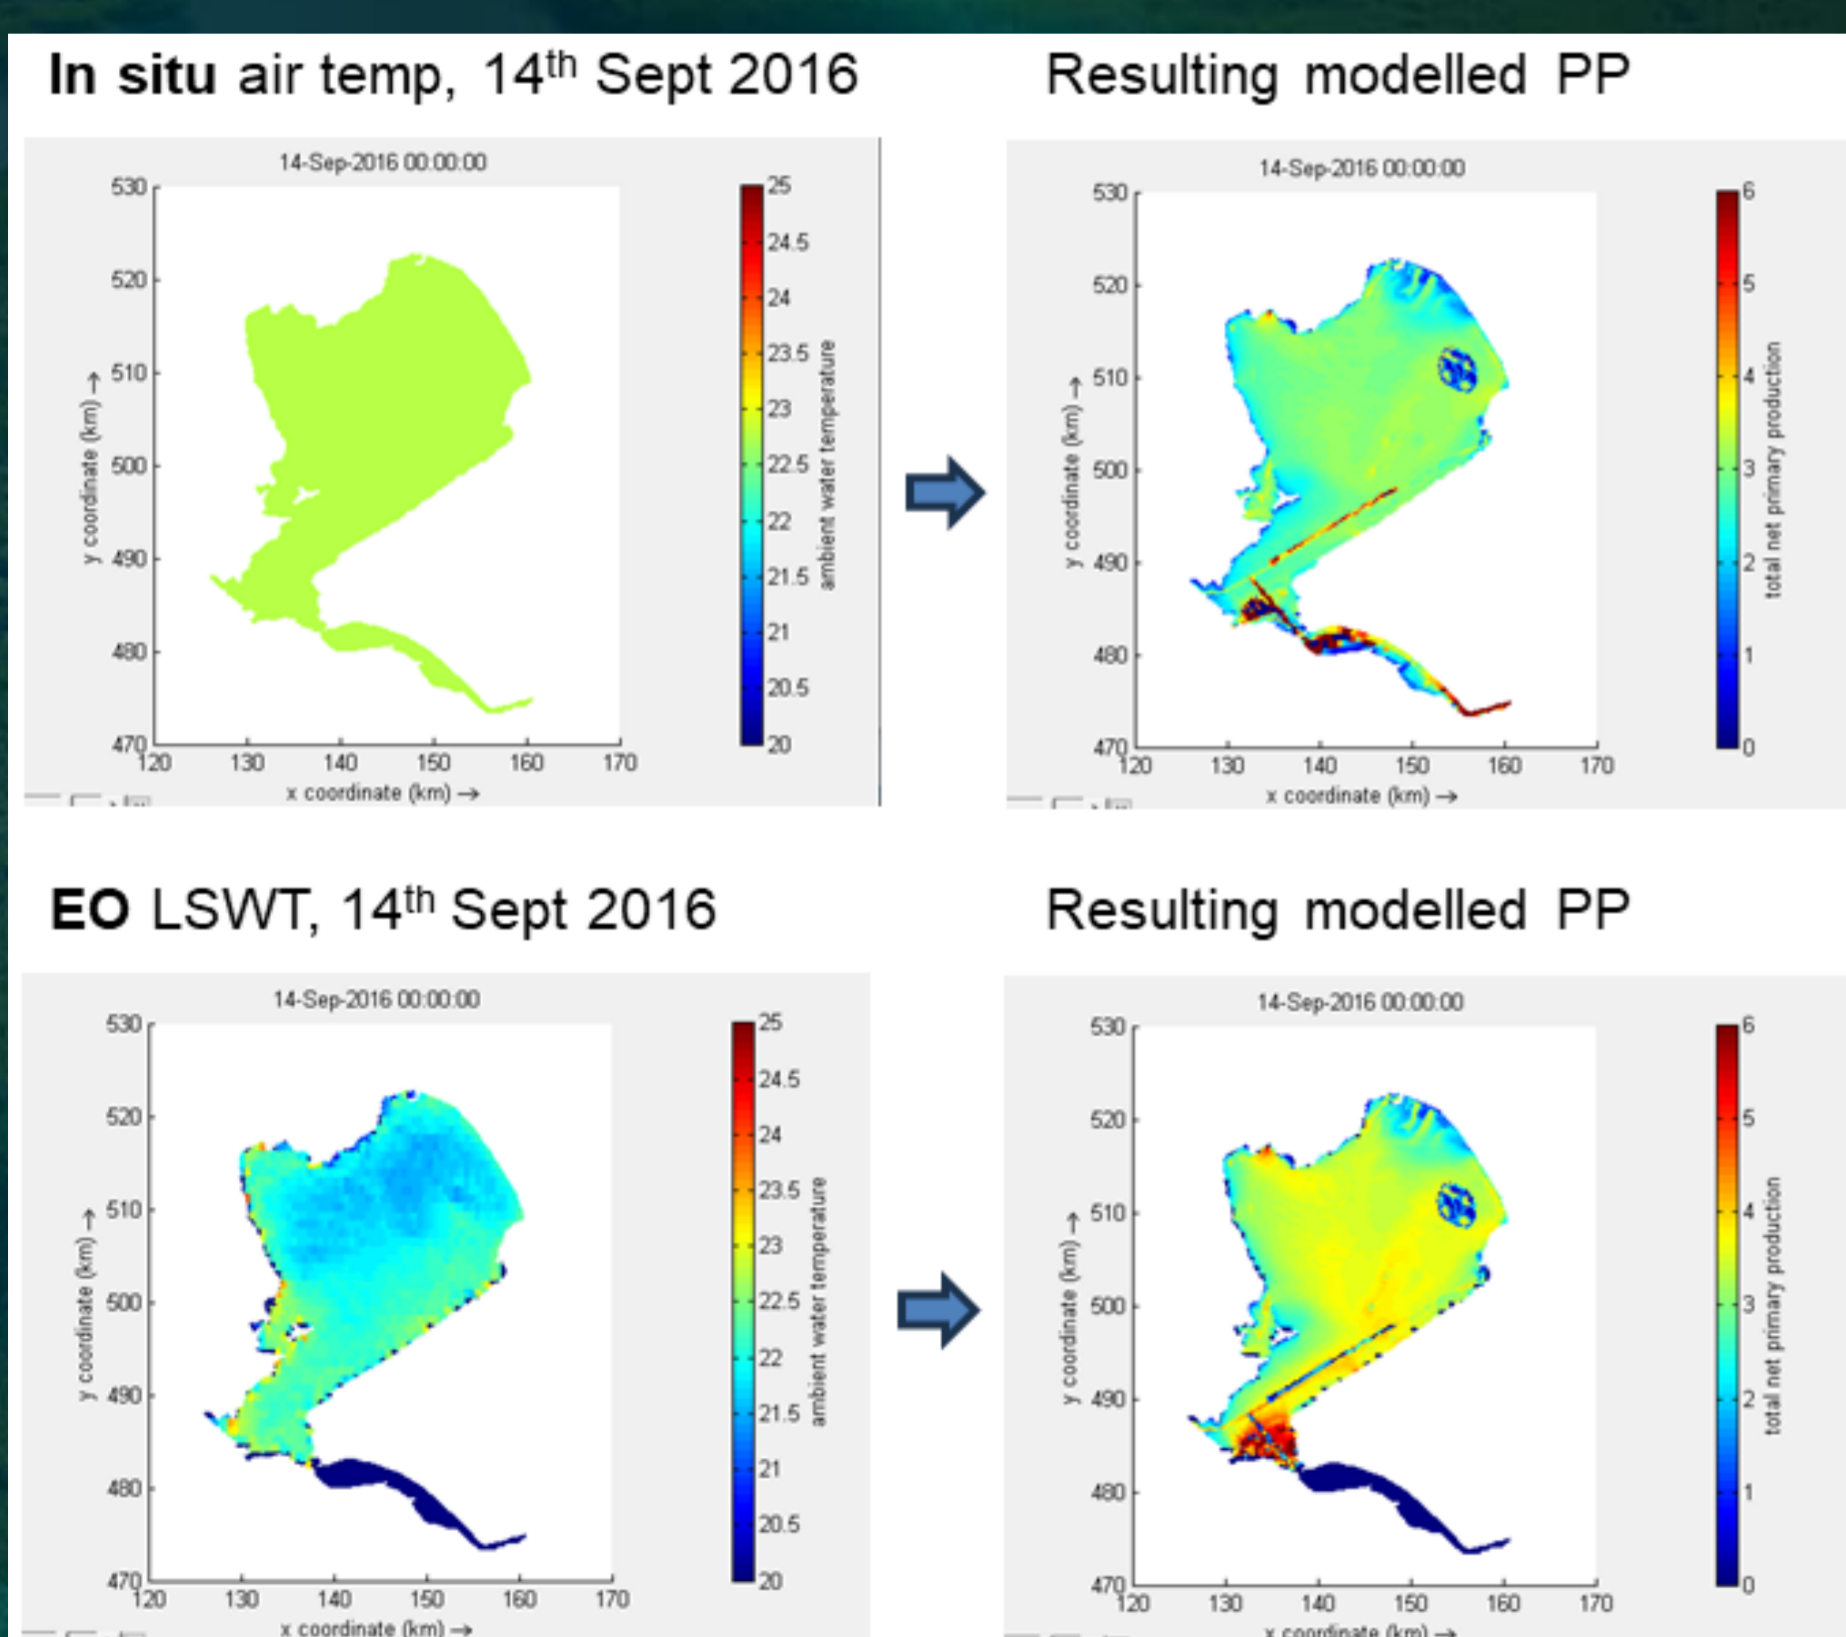 In situ air temp, 14th Sept 2016
Resulting modelled PP
14-Sep-2016 00:00:00
530
520
510
500
490
480
470
120 130 140 150 160 170
x coordinate (km) →
y coordinate (km) →
25
24.5
24
23.5
23
22.5
22
21.5
21
20.5
20
ambient water temperature
14-Sep-2016 00:00:00
530
520
510
500
490
480
470
120 130 140 150 160 170
x coordinate (km) →
y coordinate (km) →
6
5
4
3
2
1
0
total net primary production
EO LSWT, 14th Sept 2016
Resulting modelled PP
14-Sep-2016 00:00:00
530
520
510
500
490
480
470
120 130 140 150 160 170
x coordinate (km) →
y coordinate (km) →
25
24.5
24
23.5
23
22.5
22
21.5
21
20.5
20
ambient water temperature
14-Sep-2016 00:00:00
530
520
510
500
490
480
470
120 130 140 150 160 170
x coordinate (km) →
y coordinate (km) →
6
5
4
3
2
1
0
total net primary production